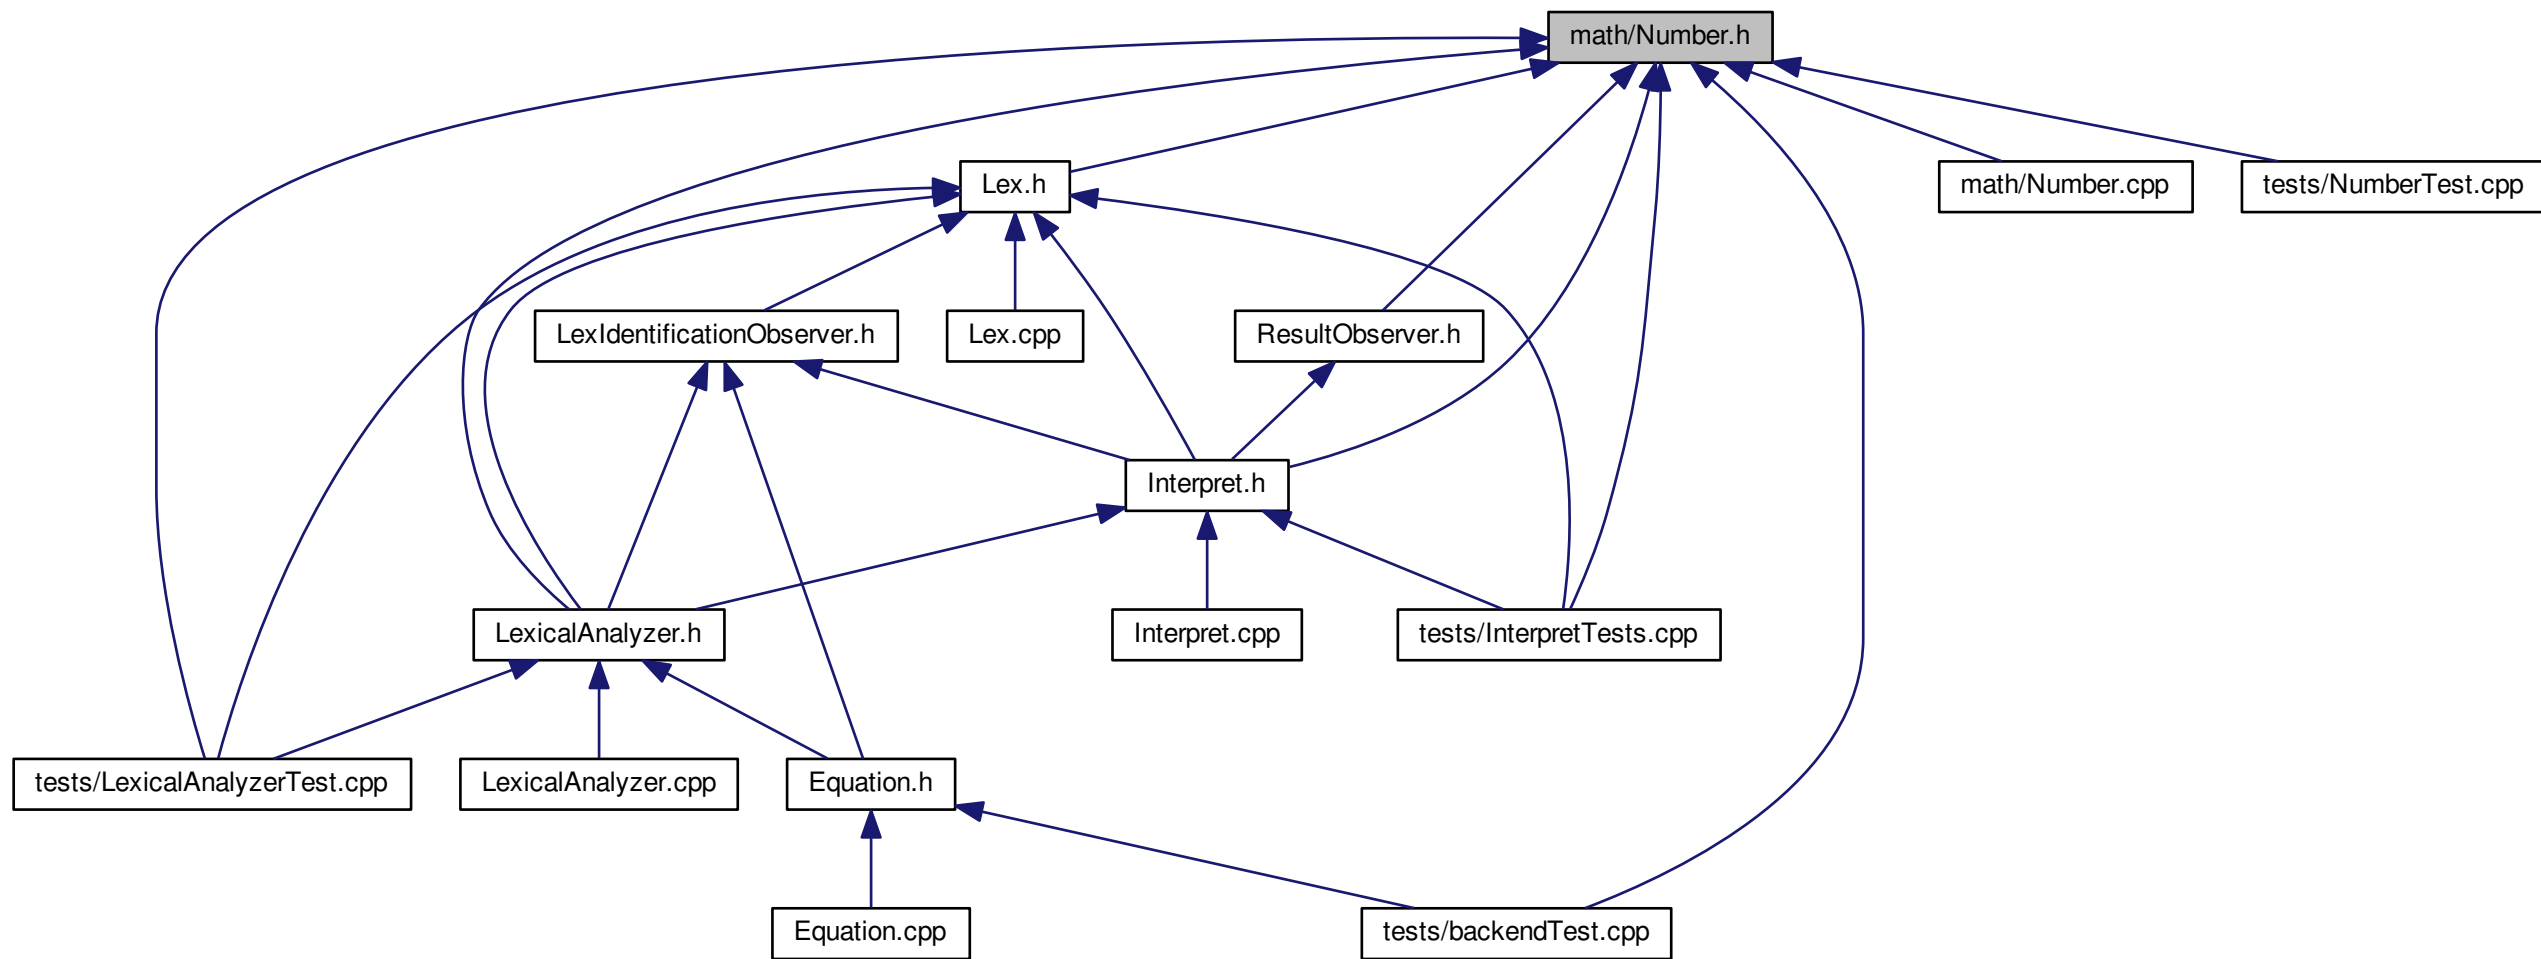 math/Number.h
Lex.h
math/Number.cpp
tests/NumberTest.cpp
LexIdentificationObserver.h
Lex.cpp
ResultObserver.h
Interpret.h
LexicalAnalyzer.h
Interpret.cpp
tests/InterpretTests.cpp
tests/LexicalAnalyzerTest.cpp
LexicalAnalyzer.cpp
Equation.h
Equation.cpp
tests/backendTest.cpp